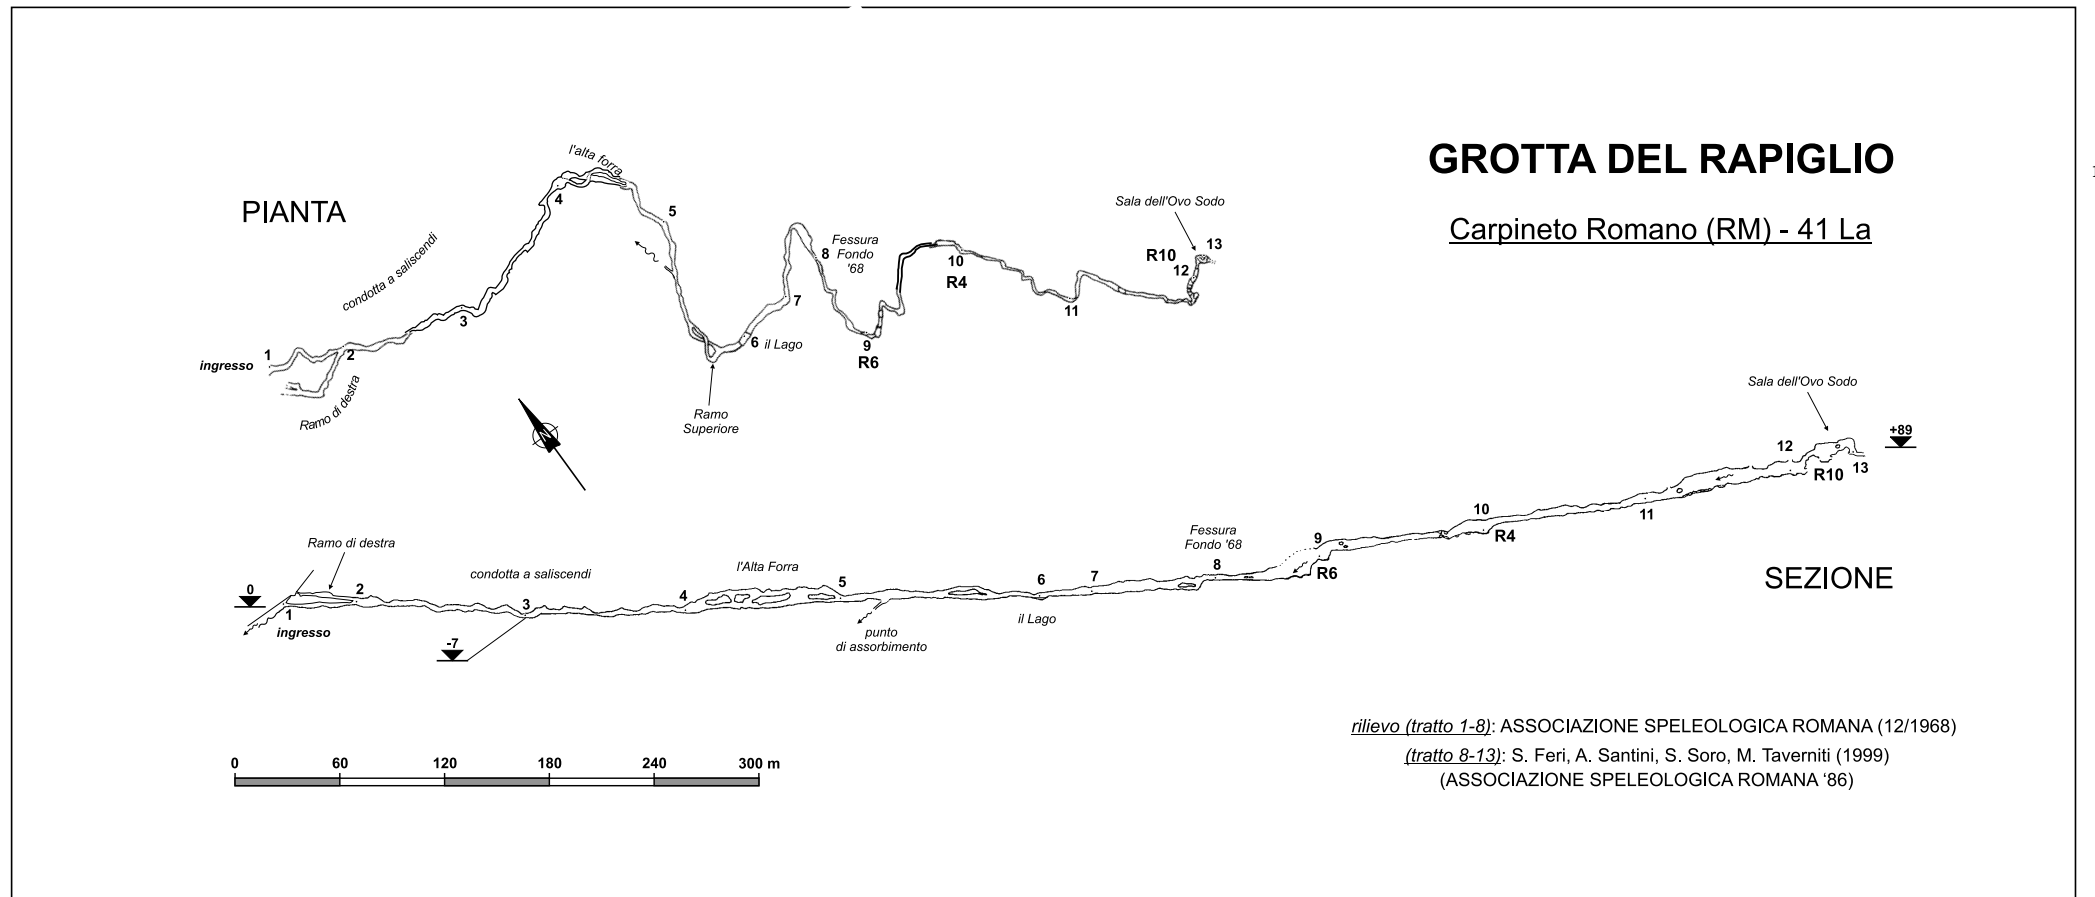 GROTTA DEL RAPIGLIO
Carpineto Romano (RM) - 41 La
1
PIANTA
l'alta forra
4
5
condotta a saliscendi
3
1
2
ingresso
Ramo di destra
6 il Lago
7
8
Fessura
Fondo '68
9
R6
10
R4
11
Sala dell'Ovo Sodo
R10
13
12
Ramo
Superiore
Sala dell'Ovo Sodo
+89
12
R10
13
10
R4
11
Fessura
Fondo '68
9
8
R6
SEZIONE
Ramo di destra
0
2
1
ingresso
condotta a saliscendi
3
-7
l'Alta Forra
4
5
punto
di assorbimento
6
7
il Lago
rilievo (tratto 1-8): ASSOCIAZIONE SPELEOLOGICA ROMANA (12/1968)
(tratto 8-13): S. Feri, A. Santini, S. Soro, M. Taverniti (1999)
(ASSOCIAZIONE SPELEOLOGICA ROMANA ‘86)
0 60 120 180 240 300 m